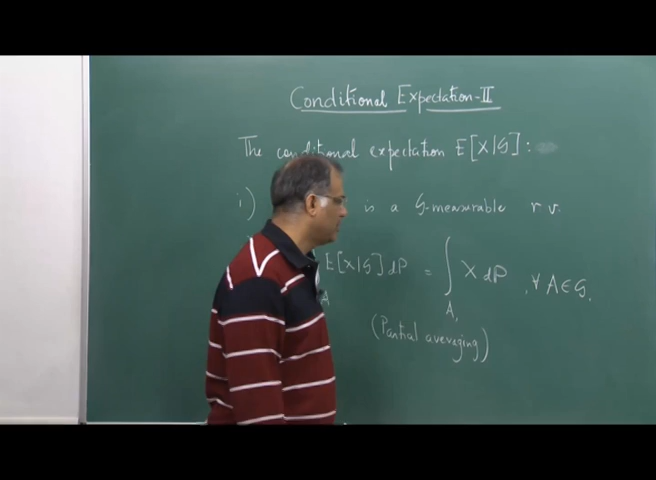 Conditional Expectation-II
The conditional expectation E[X|𝒢]:
i) is a 𝒢-measurable r.v.
E[X|𝒢]dP = ∫ X dP, ∀ A∈𝒢.
A A
(Partial averaging)